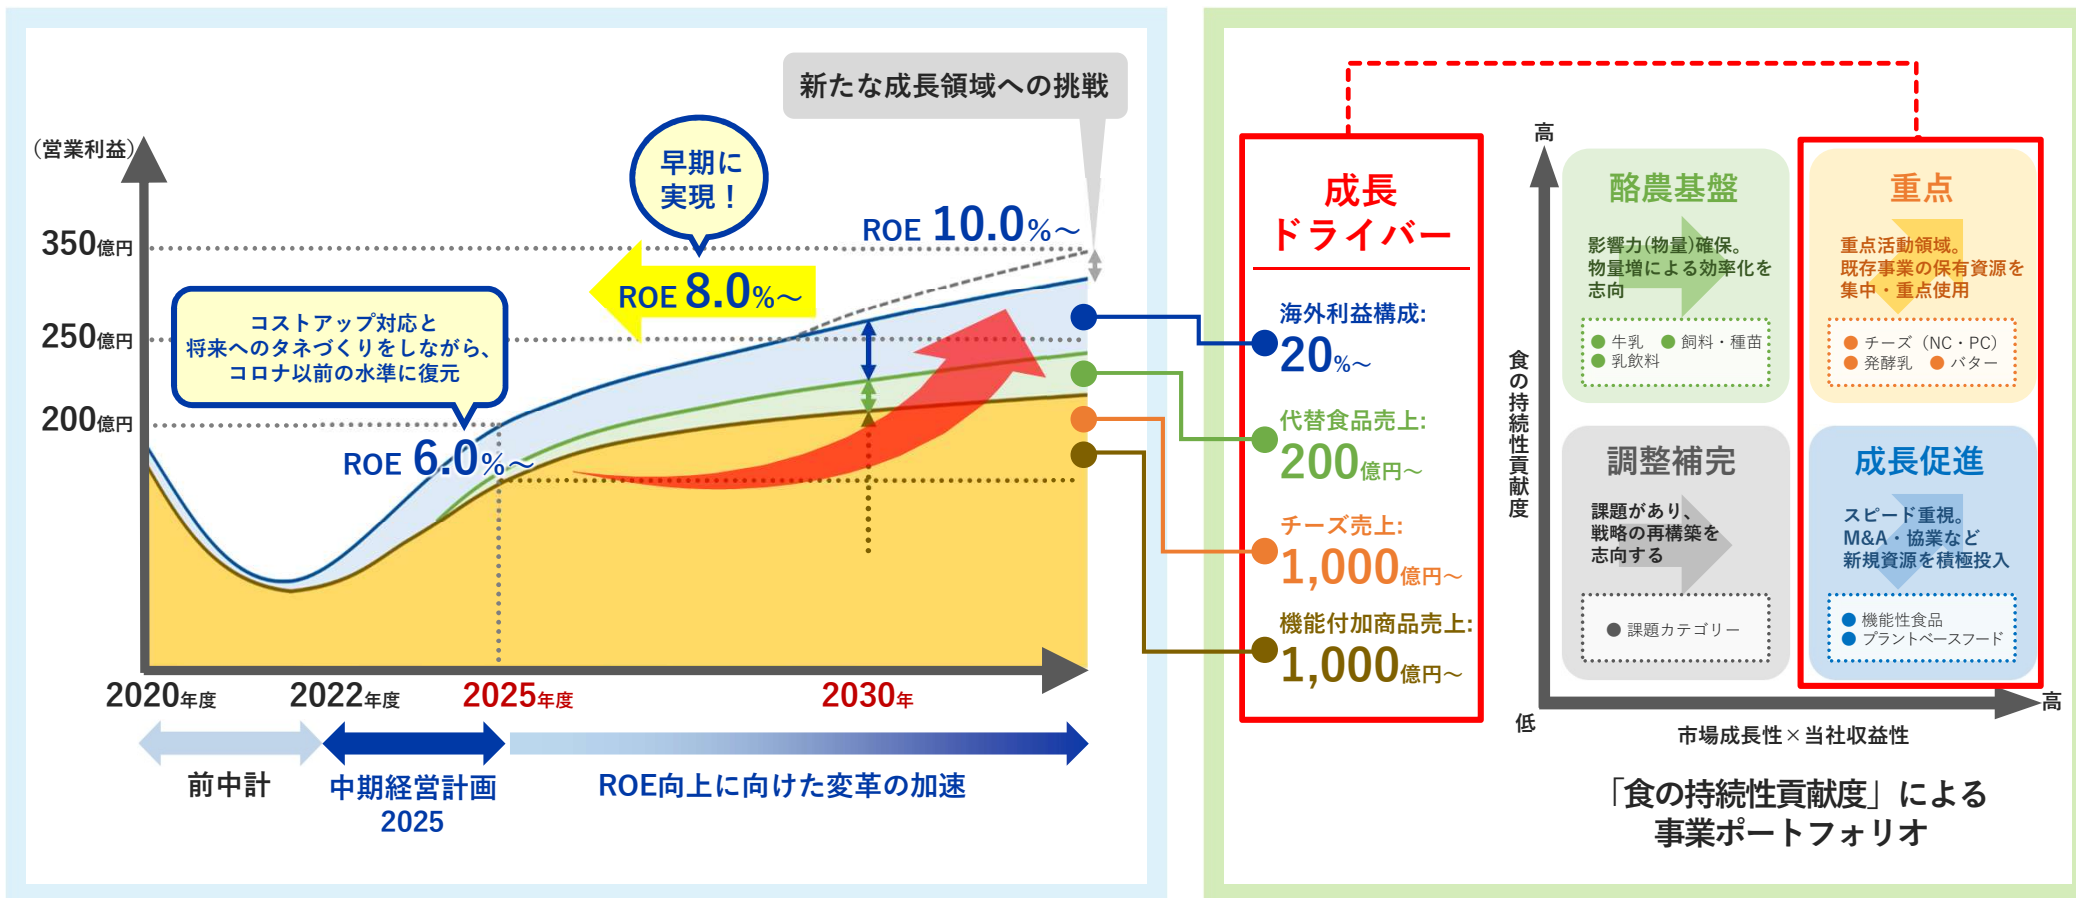 新たな成長領域への挑戦
(営業利益)
早期に
実現！
ROE 10.0%～
350億円
ROE 8.0%～
コストアップ対応と
将来へのタネづくりをしながら、
コロナ以前の水準に復元
250億円
200億円
ROE 6.0%～
2020年度
2022年度
2025年度
2030年
前中計
中期経営計画
2025
ROE向上に向けた変革の加速
成長
ドライバー
海外利益構成:
20%～
代替食品売上:
200億円～
チーズ売上:
1,000億円～
機能付加商品売上:
1,000億円～
高
食の持続性貢献度
低
酪農基盤
影響力(物量)確保。
物量増による効率化を
志向
● 牛乳 ● 飼料・種苗
● 乳飲料
重点
重点活動領域。
既存事業の保有資源を
集中・重点使用
● チーズ（NC・PC）
● 発酵乳 ● バター
調整補完
課題があり、
戦略の再構築を
志向する
● 課題カテゴリー
成長促進
スピード重視。
M&A・協業など
新規資源を積極投入
● 機能性食品
● プラントベースフード
高
市場成長性×当社収益性
「食の持続性貢献度」による
事業ポートフォリオ